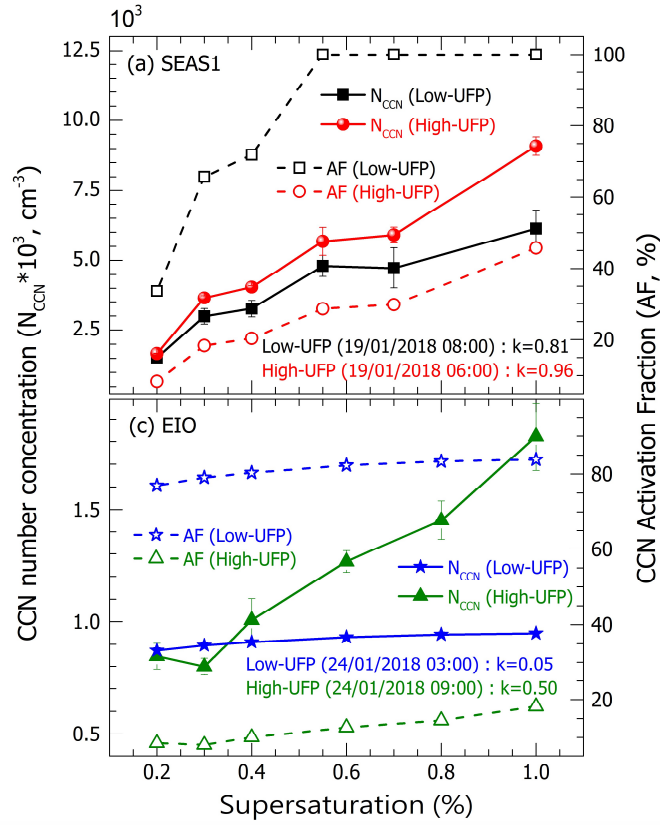 10³
(a) SEAS1
N_CCN (Low-UFP)
N_CCN (High-UFP)
AF (Low-UFP)
AF (High-UFP)
Low-UFP (19/01/2018 08:00) : k=0.81
High-UFP (19/01/2018 06:00) : k=0.96
12.5
10.0
7.5
5.0
2.5
100
80
60
40
20
(c) EIO
AF (Low-UFP)
AF (High-UFP)
N_CCN (Low-UFP)
N_CCN (High-UFP)
Low-UFP (24/01/2018 03:00) : k=0.05
High-UFP (24/01/2018 09:00) : k=0.50
1.5
1.0
0.5
80
60
40
20
0.2 0.4 0.6 0.8 1.0
Supersaturation (%)
CCN number concentration (N_CCN*10³, cm⁻³)
CCN Activation Fraction (AF, %)